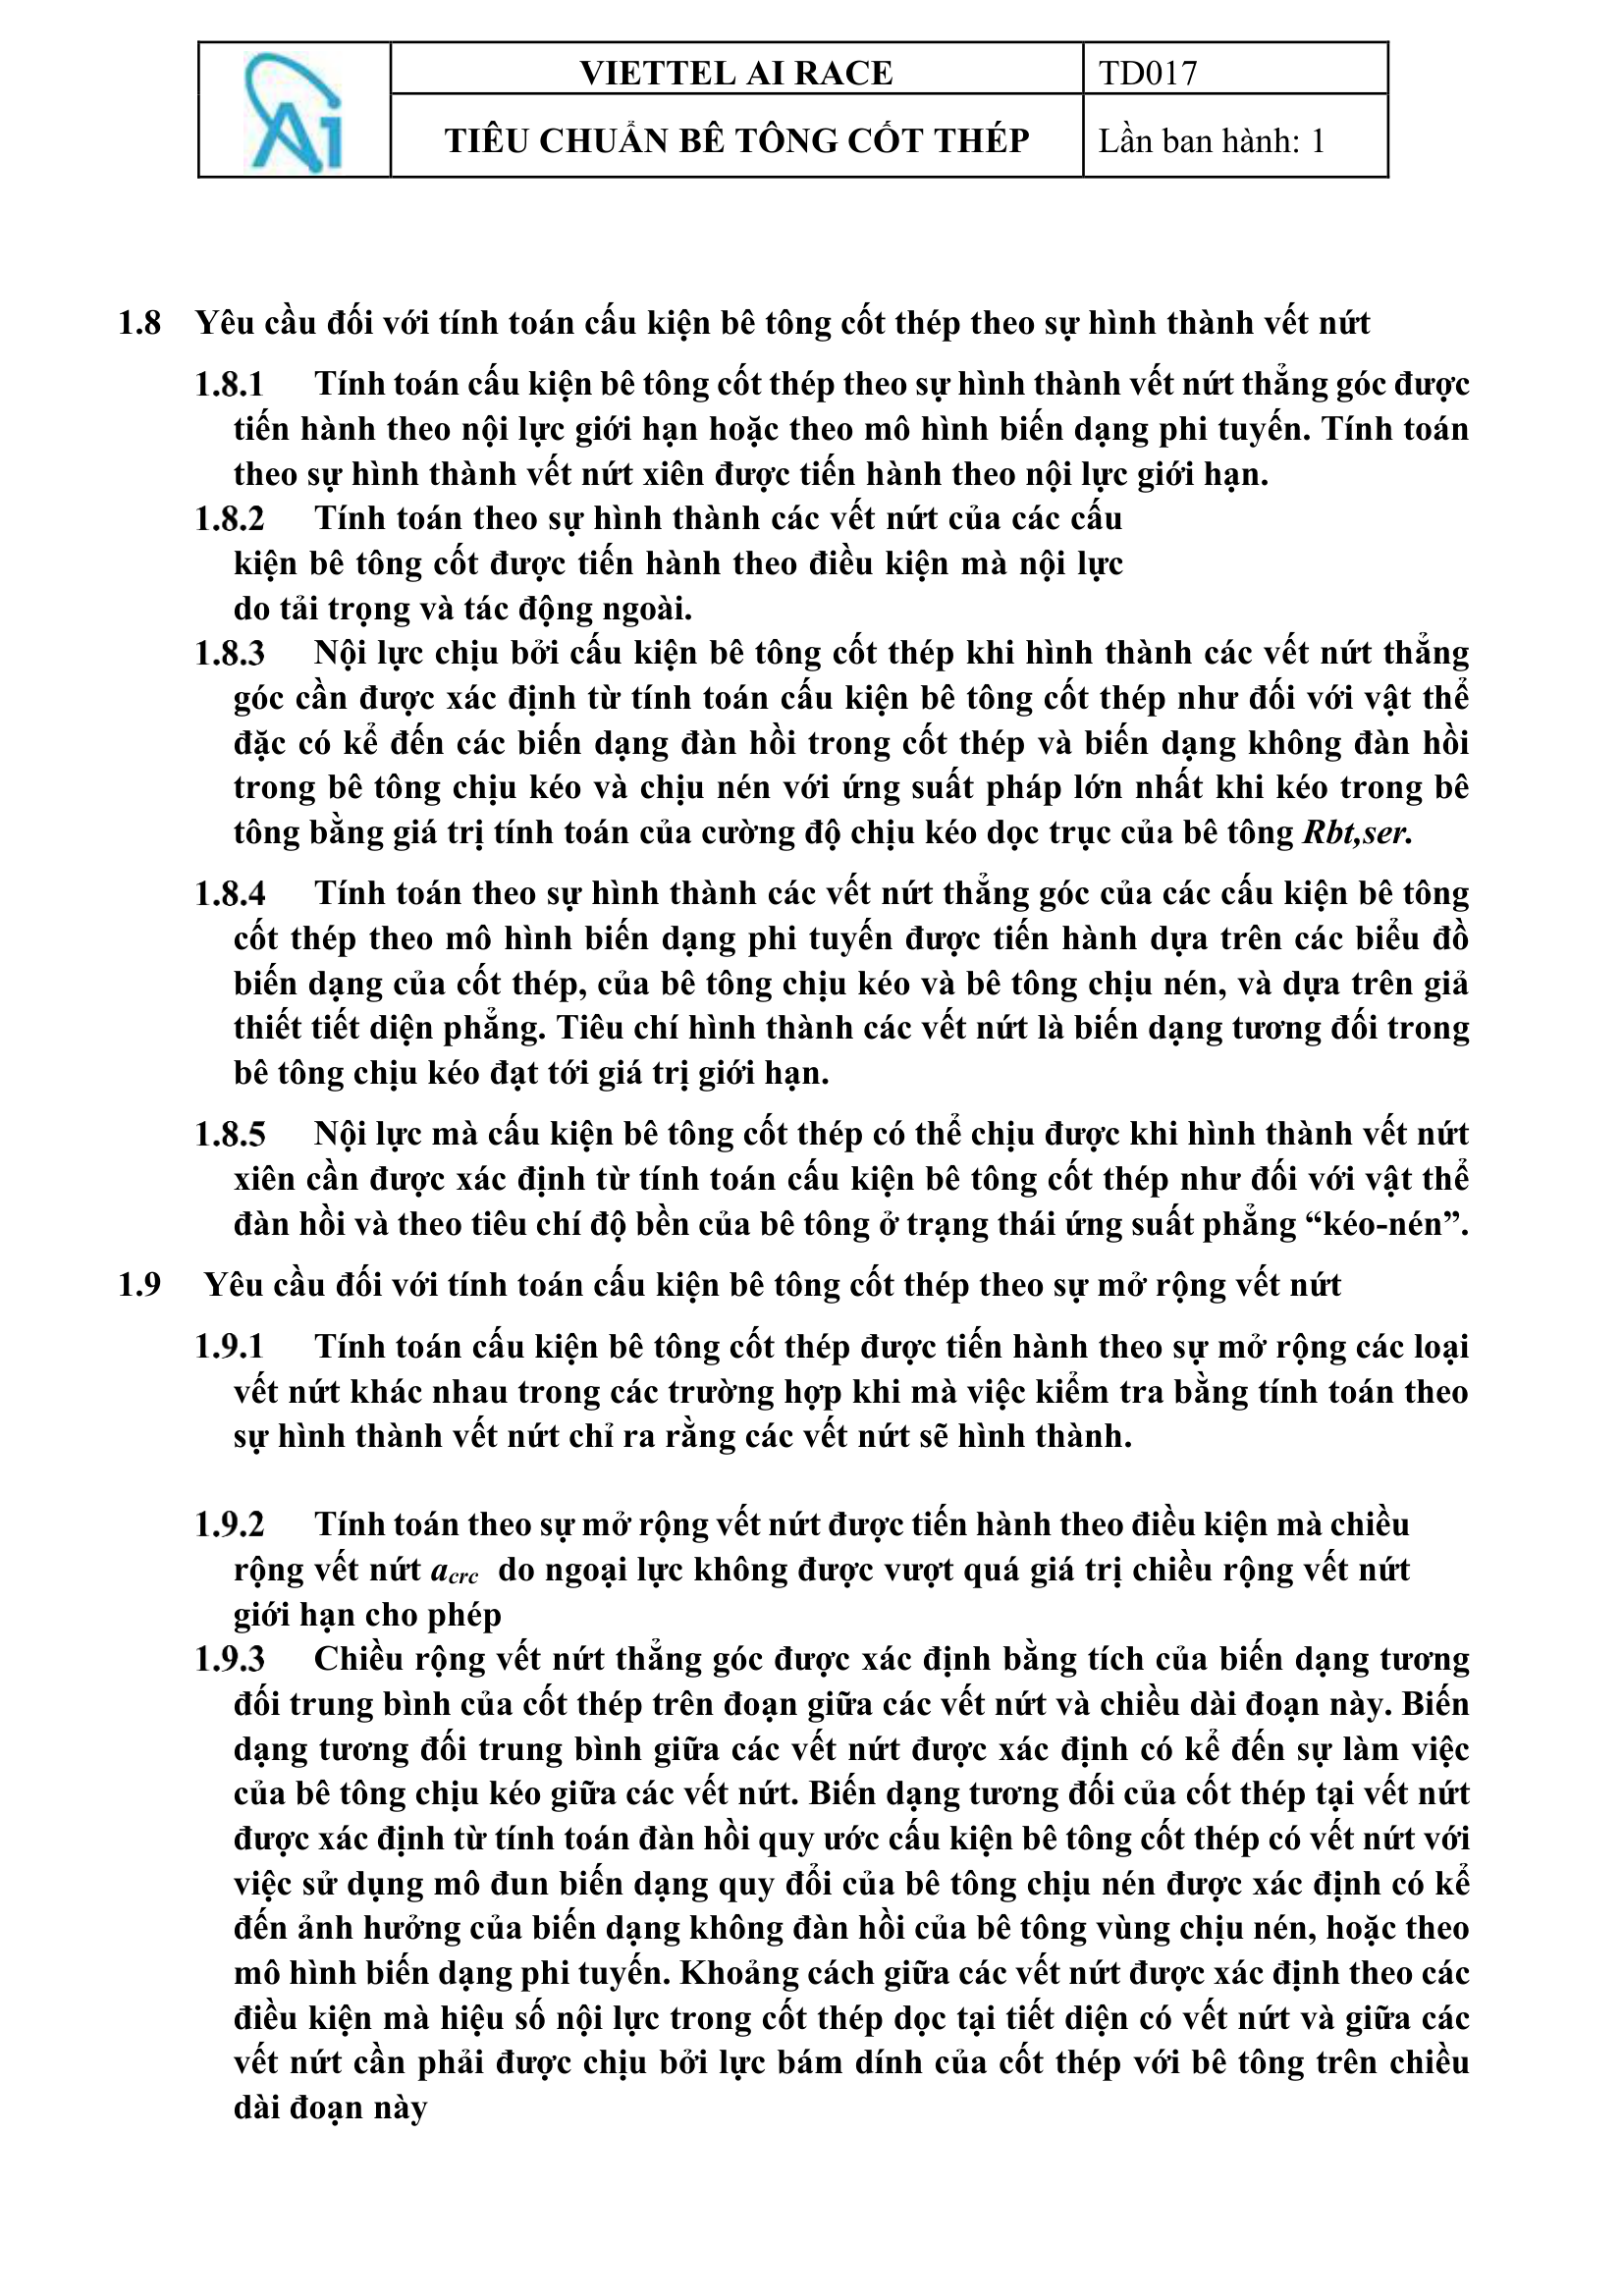 Ai
VIETTEL AI RACE
TD017
TIÊU CHUẨN BÊ TÔNG CỐT THÉP
Lần ban hành: 1
1.8 Yêu cầu đối với tính toán cấu kiện bê tông cốt thép theo sự hình thành vết nứt
1.8.1 Tính toán cấu kiện bê tông cốt thép theo sự hình thành vết nứt thẳng góc được
tiến hành theo nội lực giới hạn hoặc theo mô hình biến dạng phi tuyến. Tính toán
theo sự hình thành vết nứt xiên được tiến hành theo nội lực giới hạn.
1.8.2 Tính toán theo sự hình thành các vết nứt của các cấu
kiện bê tông cốt được tiến hành theo điều kiện mà nội lực
do tải trọng và tác động ngoài.
1.8.3 Nội lực chịu bởi cấu kiện bê tông cốt thép khi hình thành các vết nứt thẳng
góc cần được xác định từ tính toán cấu kiện bê tông cốt thép như đối với vật thể
đặc có kể đến các biến dạng đàn hồi trong cốt thép và biến dạng không đàn hồi
trong bê tông chịu kéo và chịu nén với ứng suất pháp lớn nhất khi kéo trong bê
tông bằng giá trị tính toán của cường độ chịu kéo dọc trục của bê tông Rbt,ser.
1.8.4 Tính toán theo sự hình thành các vết nứt thẳng góc của các cấu kiện bê tông
cốt thép theo mô hình biến dạng phi tuyến được tiến hành dựa trên các biểu đồ
biến dạng của cốt thép, của bê tông chịu kéo và bê tông chịu nén, và dựa trên giả
thiết tiết diện phẳng. Tiêu chí hình thành các vết nứt là biến dạng tương đối trong
bê tông chịu kéo đạt tới giá trị giới hạn.
1.8.5 Nội lực mà cấu kiện bê tông cốt thép có thể chịu được khi hình thành vết nứt
xiên cần được xác định từ tính toán cấu kiện bê tông cốt thép như đối với vật thể
đàn hồi và theo tiêu chí độ bền của bê tông ở trạng thái ứng suất phẳng “kéo-nén”.
1.9 Yêu cầu đối với tính toán cấu kiện bê tông cốt thép theo sự mở rộng vết nứt
1.9.1 Tính toán cấu kiện bê tông cốt thép được tiến hành theo sự mở rộng các loại
vết nứt khác nhau trong các trường hợp khi mà việc kiểm tra bằng tính toán theo
sự hình thành vết nứt chỉ ra rằng các vết nứt sẽ hình thành.
1.9.2 Tính toán theo sự mở rộng vết nứt được tiến hành theo điều kiện mà chiều
rộng vết nứt acrc do ngoại lực không được vượt quá giá trị chiều rộng vết nứt
giới hạn cho phép
1.9.3 Chiều rộng vết nứt thẳng góc được xác định bằng tích của biến dạng tương
đối trung bình của cốt thép trên đoạn giữa các vết nứt và chiều dài đoạn này. Biến
dạng tương đối trung bình giữa các vết nứt được xác định có kể đến sự làm việc
của bê tông chịu kéo giữa các vết nứt. Biến dạng tương đối của cốt thép tại vết nứt
được xác định từ tính toán đàn hồi quy ước cấu kiện bê tông cốt thép có vết nứt với
việc sử dụng mô đun biến dạng quy đổi của bê tông chịu nén được xác định có kể
đến ảnh hưởng của biến dạng không đàn hồi của bê tông vùng chịu nén, hoặc theo
mô hình biến dạng phi tuyến. Khoảng cách giữa các vết nứt được xác định theo các
điều kiện mà hiệu số nội lực trong cốt thép dọc tại tiết diện có vết nứt và giữa các
vết nứt cần phải được chịu bởi lực bám dính của cốt thép với bê tông trên chiều
dài đoạn này